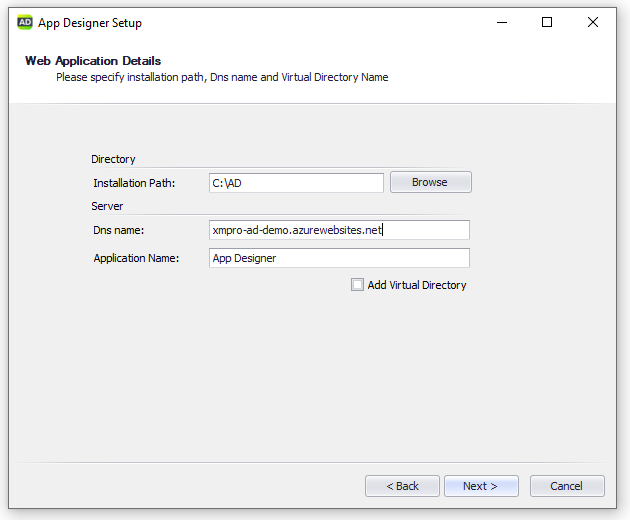 AD App Designer Setup
Web Application Details
Please specify installation path, Dns name and Virtual Directory Name
Directory
Installation Path: C:\AD Browse
Server
Dns name: xmpro-ad-demo.azurewebsites.net
Application Name: App Designer
Add Virtual Directory
< Back Next > Cancel